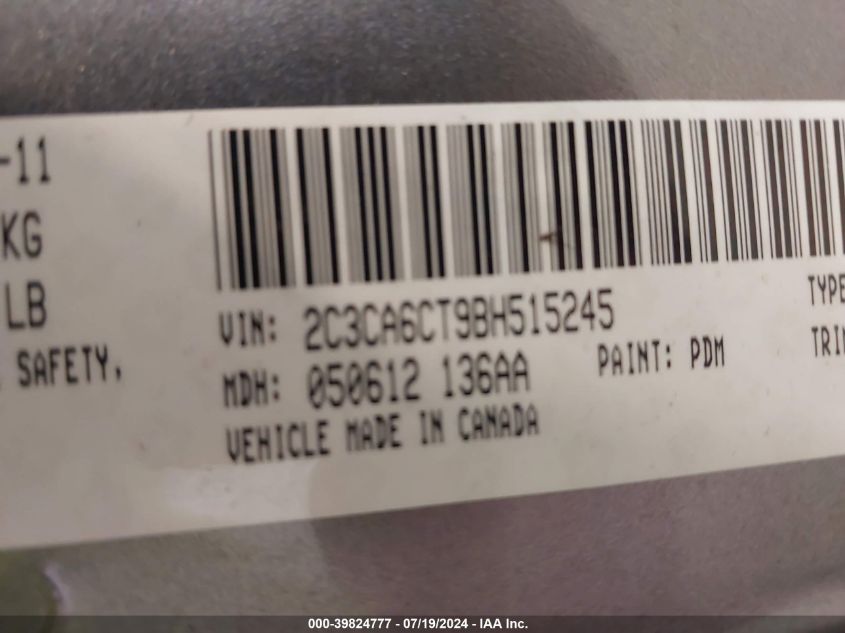 -11
KG
LB
SAFETY,
VIN: 2C3CA6CT9BH515245
TYPE
MDH: 050612 136AA
PAINT: PDM
TRIM
VEHICLE MADE IN CANADA
000-39824777 - 07/19/2024 - IAA Inc.